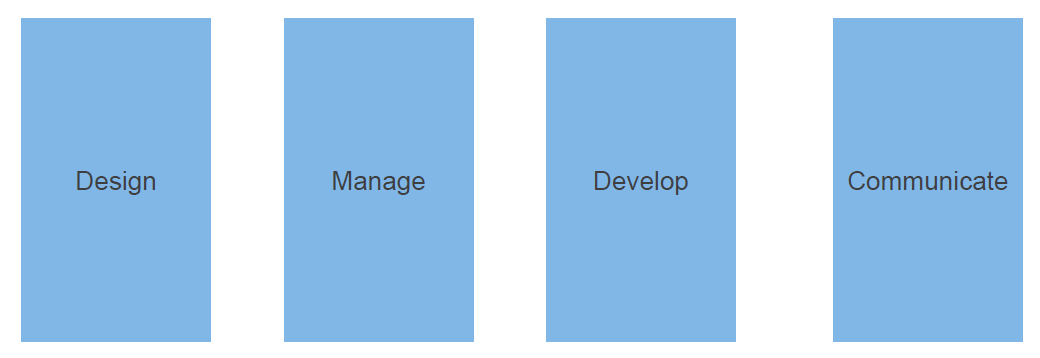 Design
Manage
Develop
Communicate